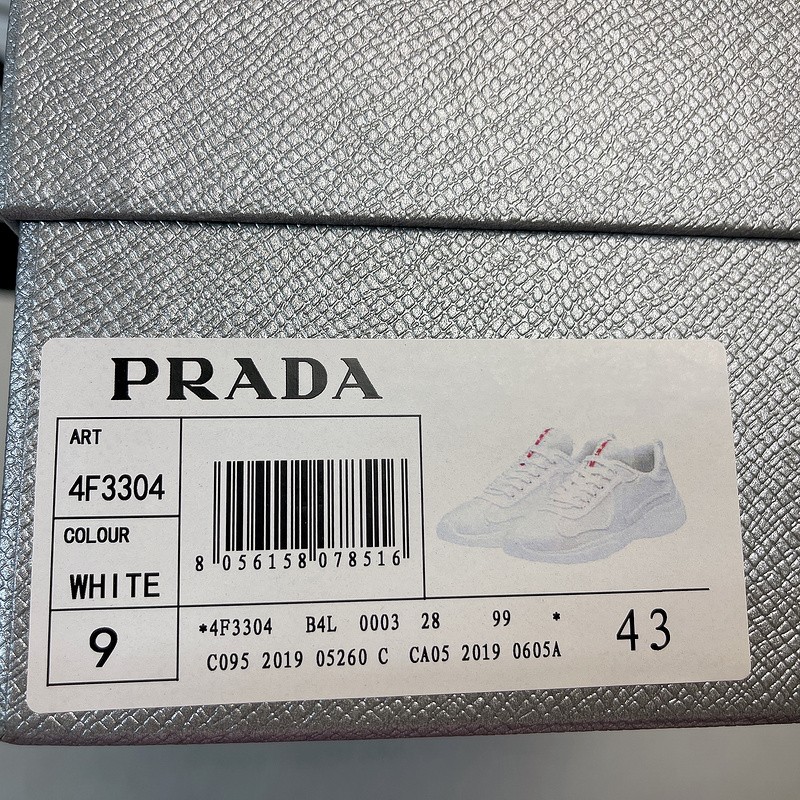 PRADA
ART
4F3304
COLOUR
WHITE
8 056158 078516
9
*4F3304 B4L 0003 28 99 *
C095 2019 05260 C CA05 2019 0605A
43